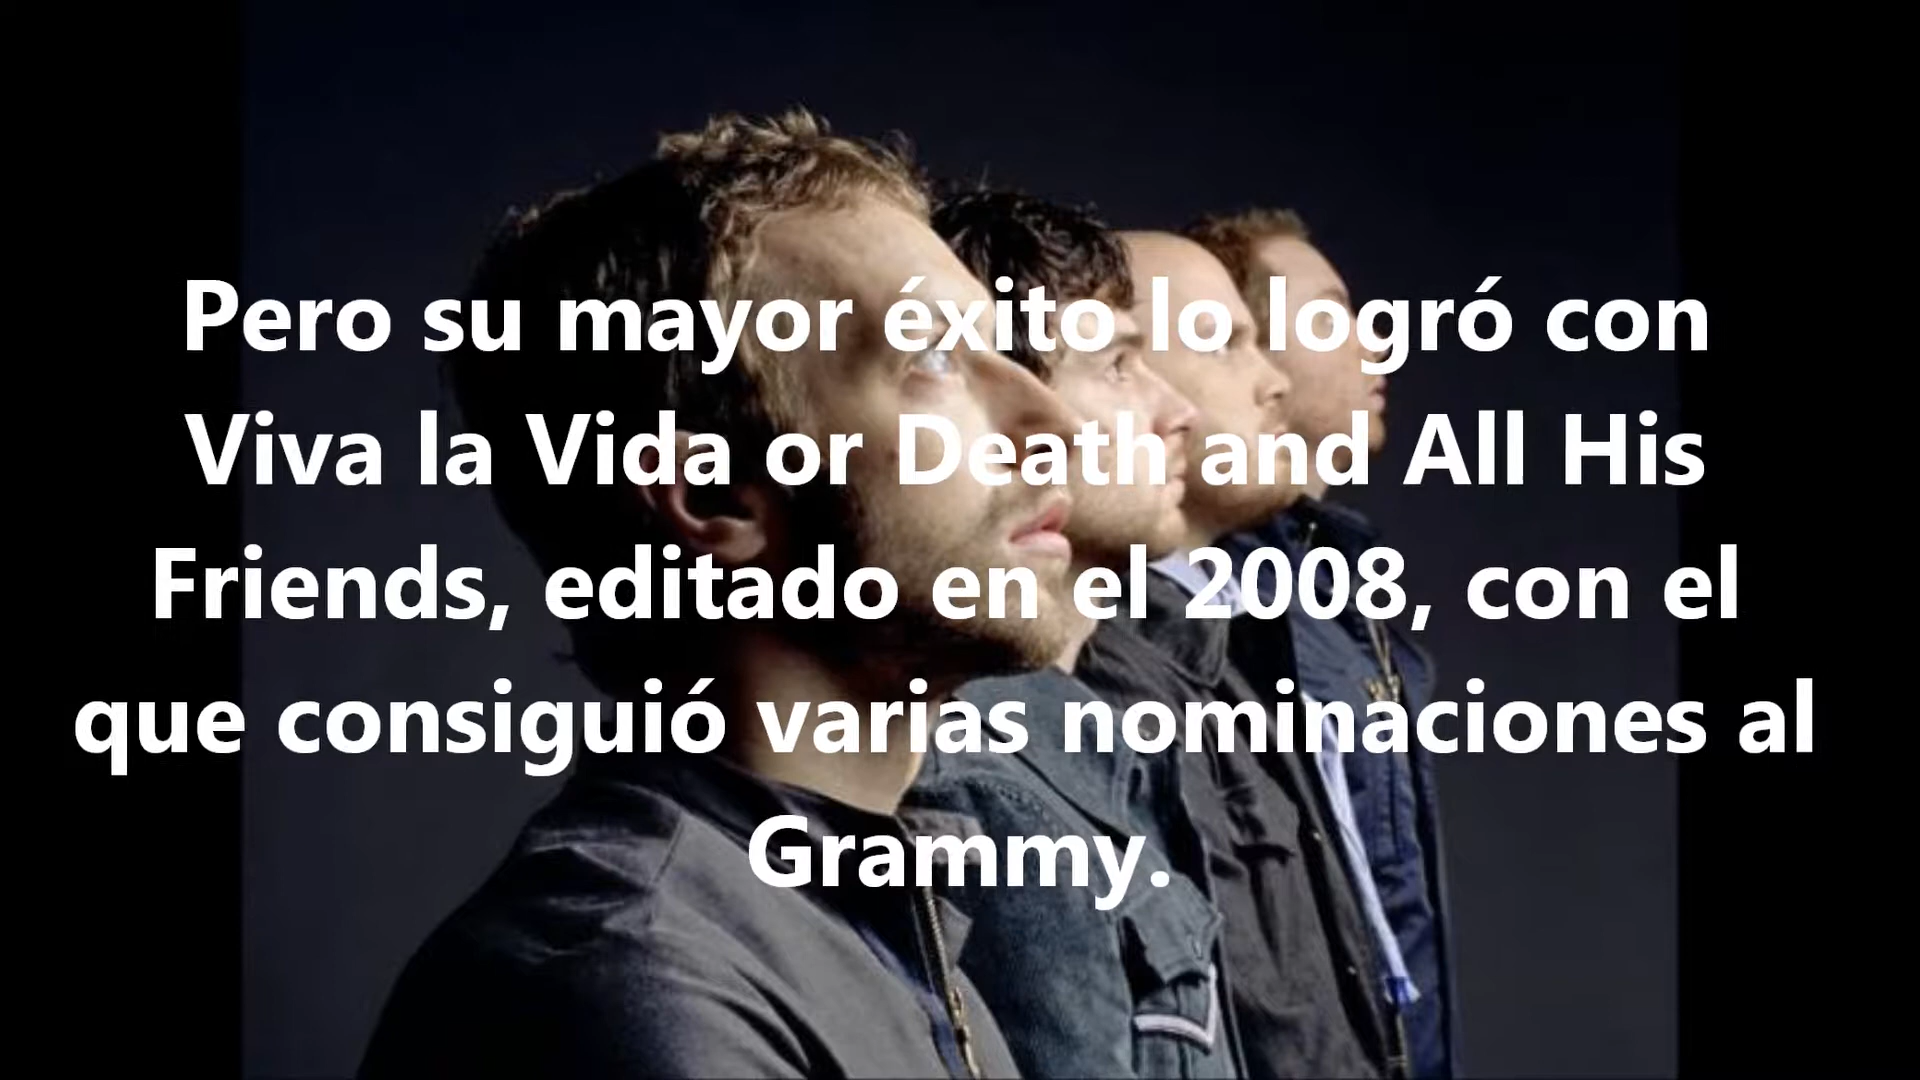 Pero su mayor éxito lo logró con
Viva la Vida or Death and All His
Friends, editado en el 2008, con el
que consiguió varias nominaciones al
Grammy.